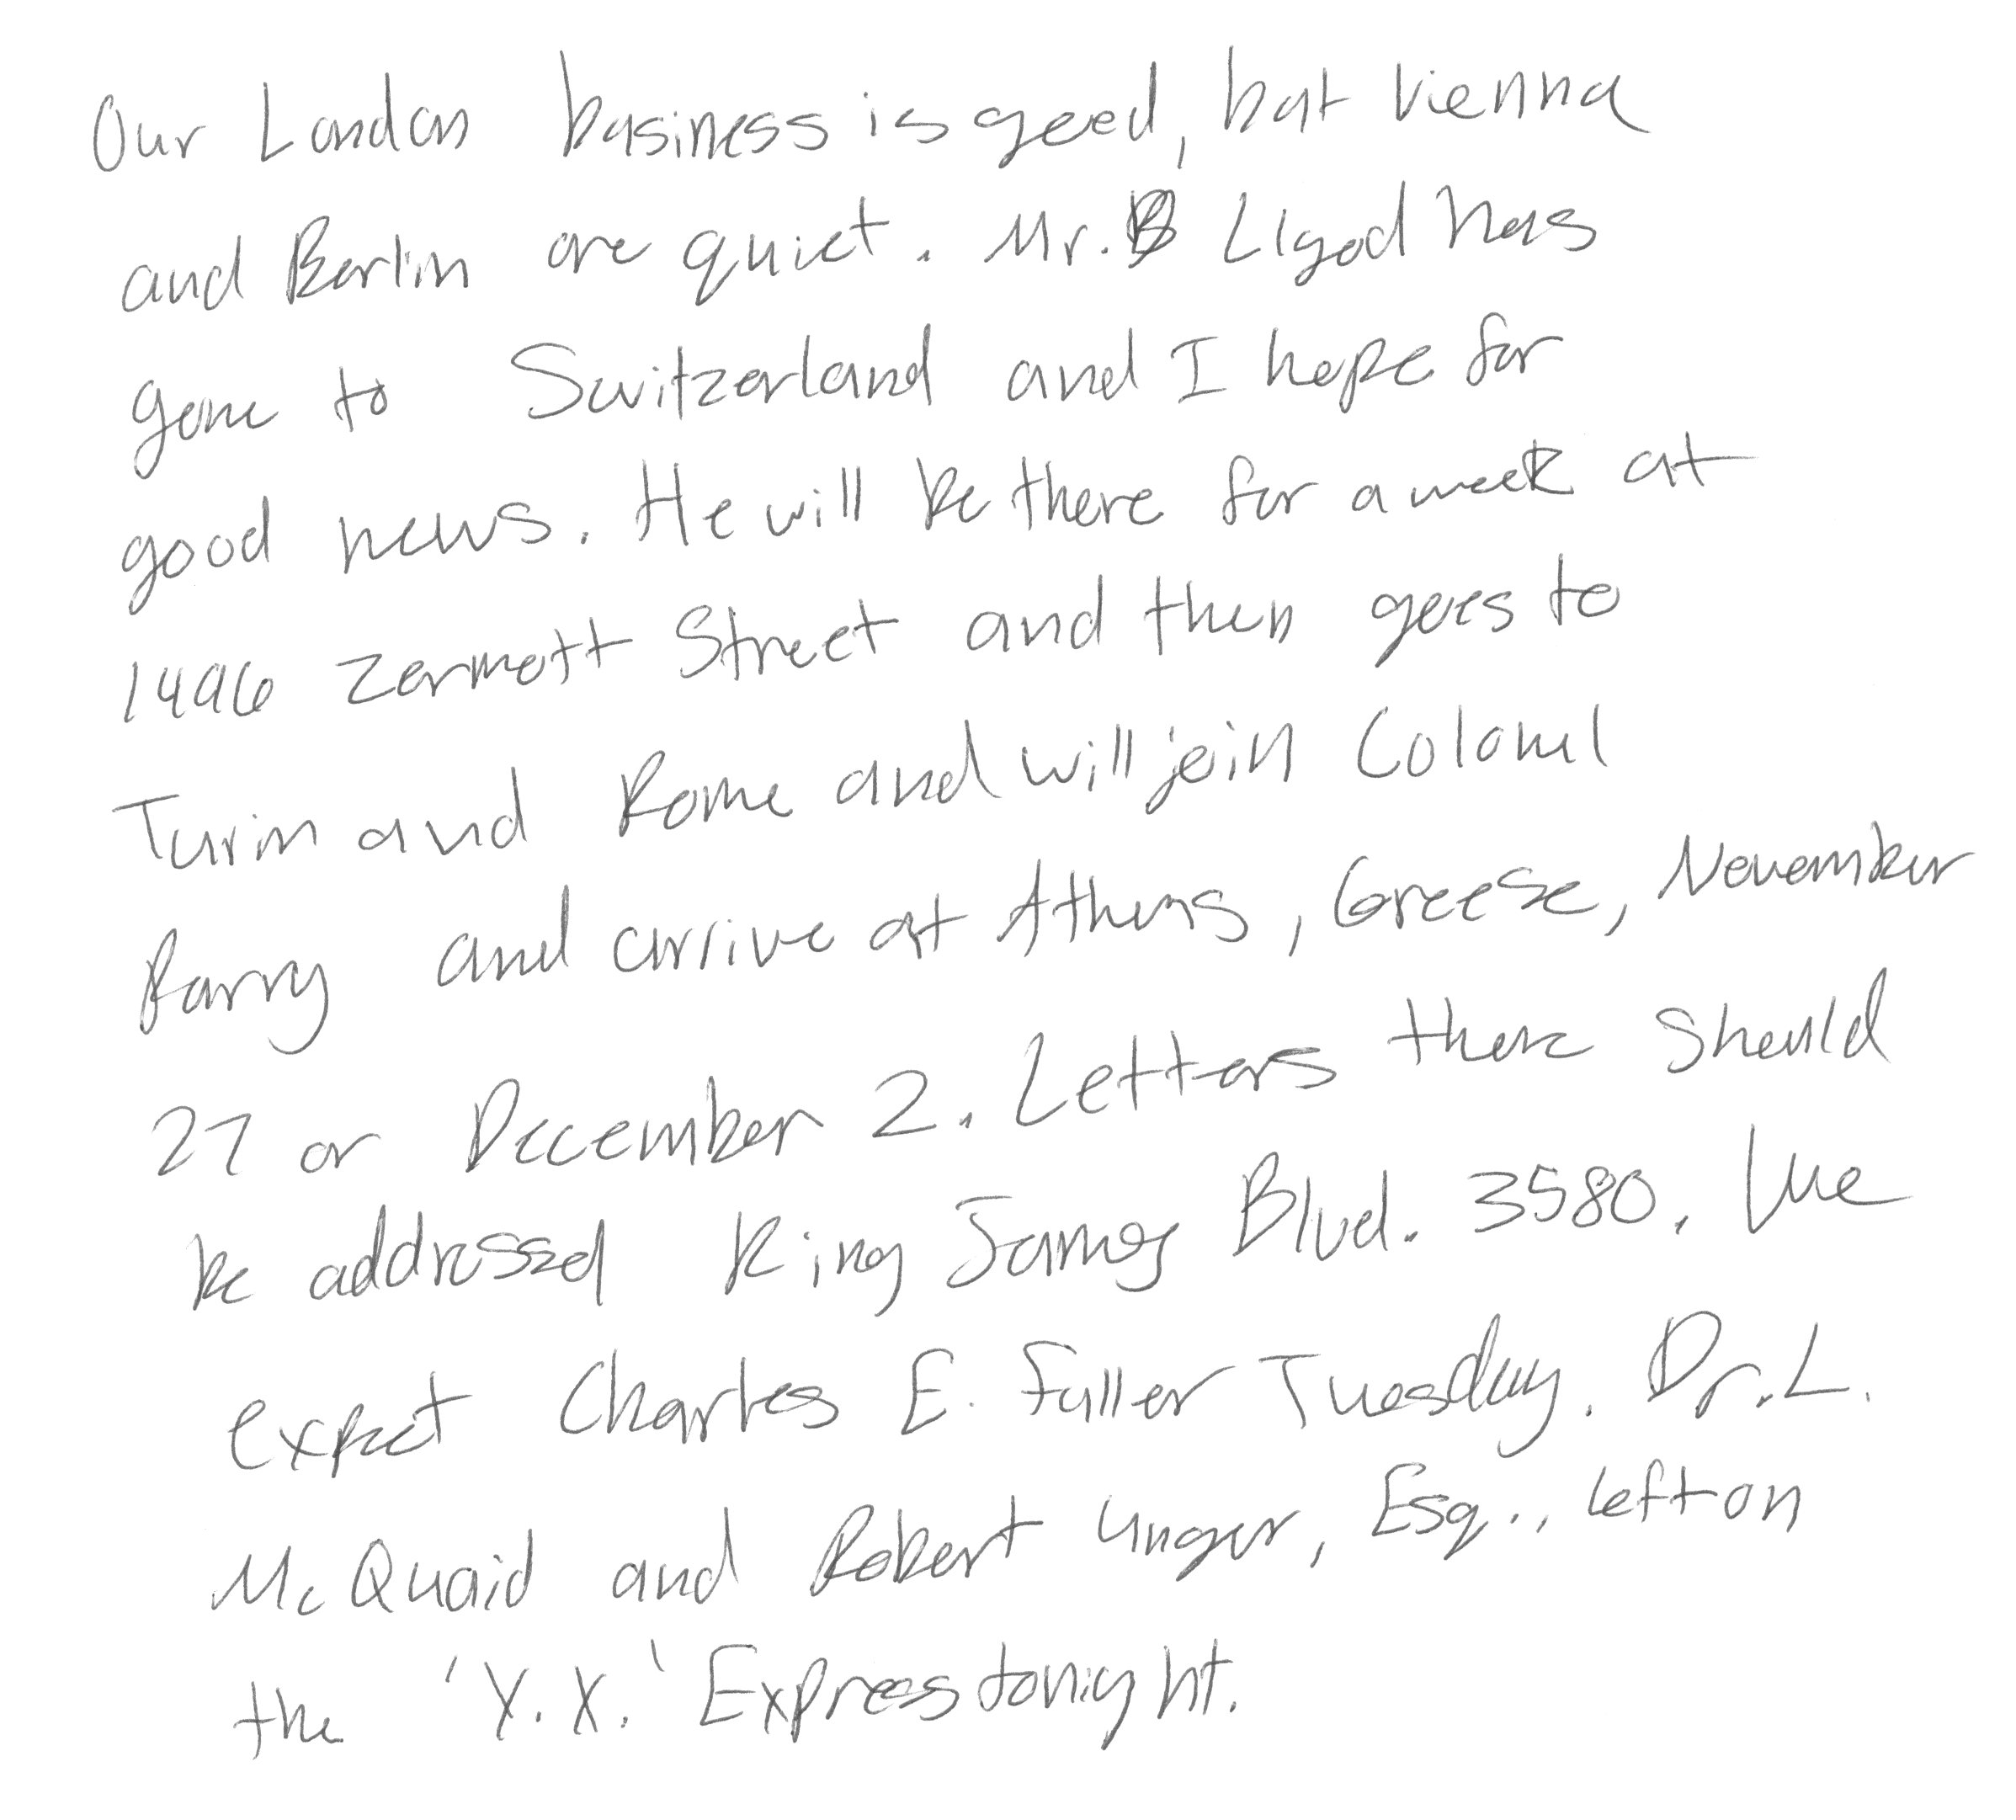 Our London business is good, but Vienna
and Berlin are quiet. Mr. Ligod has
gone to Switzerland and I hope for
good news. He will be there for a week at
1496 Zermott Street and then goes to
Turin and Rome and will join Colonel
Parry and arrive at Athens, Greese, November
27 or December 2. Letters there should
be addressed King James Blvd. 3580. We
expect Charles E. Fuller Tuesday. Dr. L.
McQuaid and Robert Unger, Esq., left on
the 'Y.X.' Express tonight.